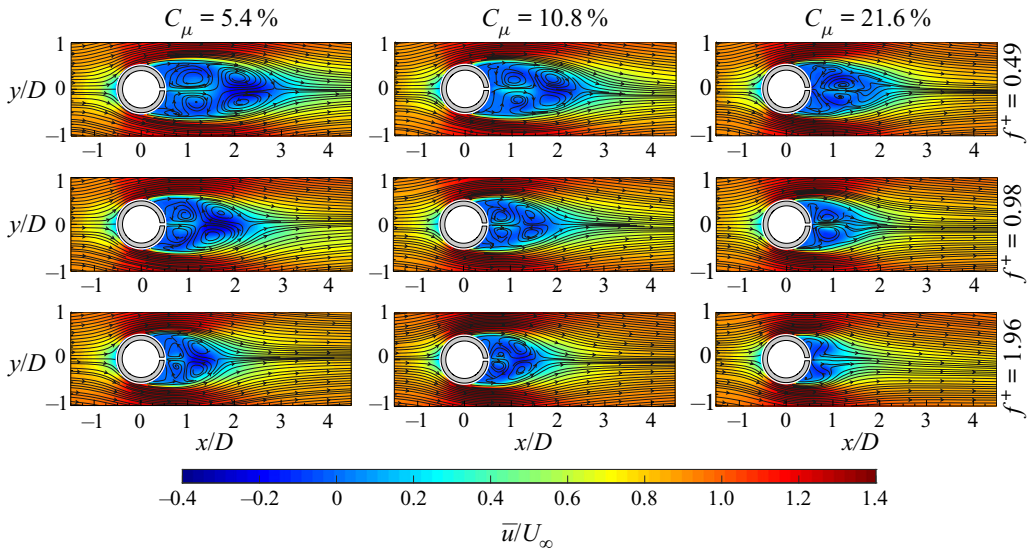 C_μ = 5.4 % C_μ = 10.8 % C_μ = 21.6 %
1 1 1
y/D 0 0 0 f⁺ = 0.49
–1 –1 –1
–1 0 1 2 3 4 –1 0 1 2 3 4 –1 0 1 2 3 4
1 1 1
y/D 0 0 0 f⁺ = 0.98
–1 –1 –1
–1 0 1 2 3 4 –1 0 1 2 3 4 –1 0 1 2 3 4
1 1 1
y/D 0 0 0 f⁺ = 1.96
–1 –1 –1
–1 0 1 2 3 4 –1 0 1 2 3 4 –1 0 1 2 3 4
x/D x/D x/D
–0.4 –0.2 0 0.2 0.4 0.6 0.8 1.0 1.2 1.4
u̅/U_∞